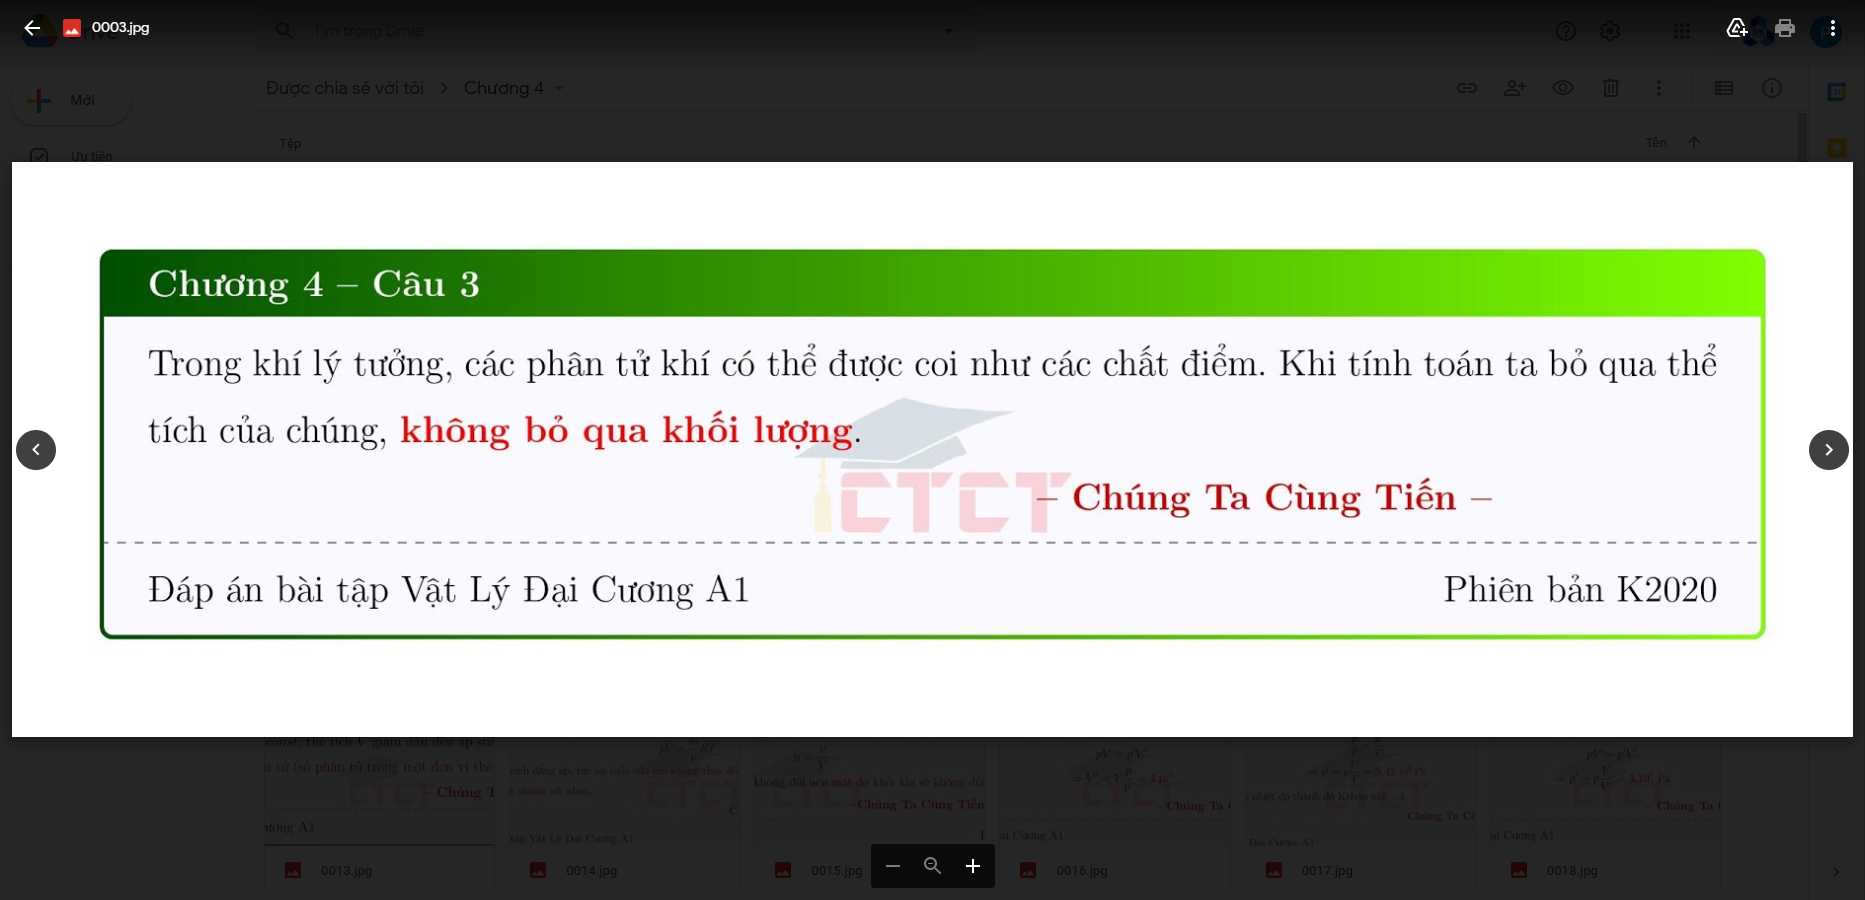 0003.jpg
Tìm trong Drive
Mới
Được chia sẻ với tôi
Chương 4
Tệp
Tên
Ưu tiên
Chương 4 – Câu 3
Trong khí lý tưởng, các phân tử khí có thể được coi như các chất điểm. Khi tính toán ta bỏ qua thể
tích của chúng, không bỏ qua khối lượng.
CTCT
– Chúng Ta Cùng Tiến –
Đáp án bài tập Vật Lý Đại Cương A1
Phiên bản K2020
0013.jpg
0014.jpg
0015.jpg
0016.jpg
0017.jpg
0018.jpg